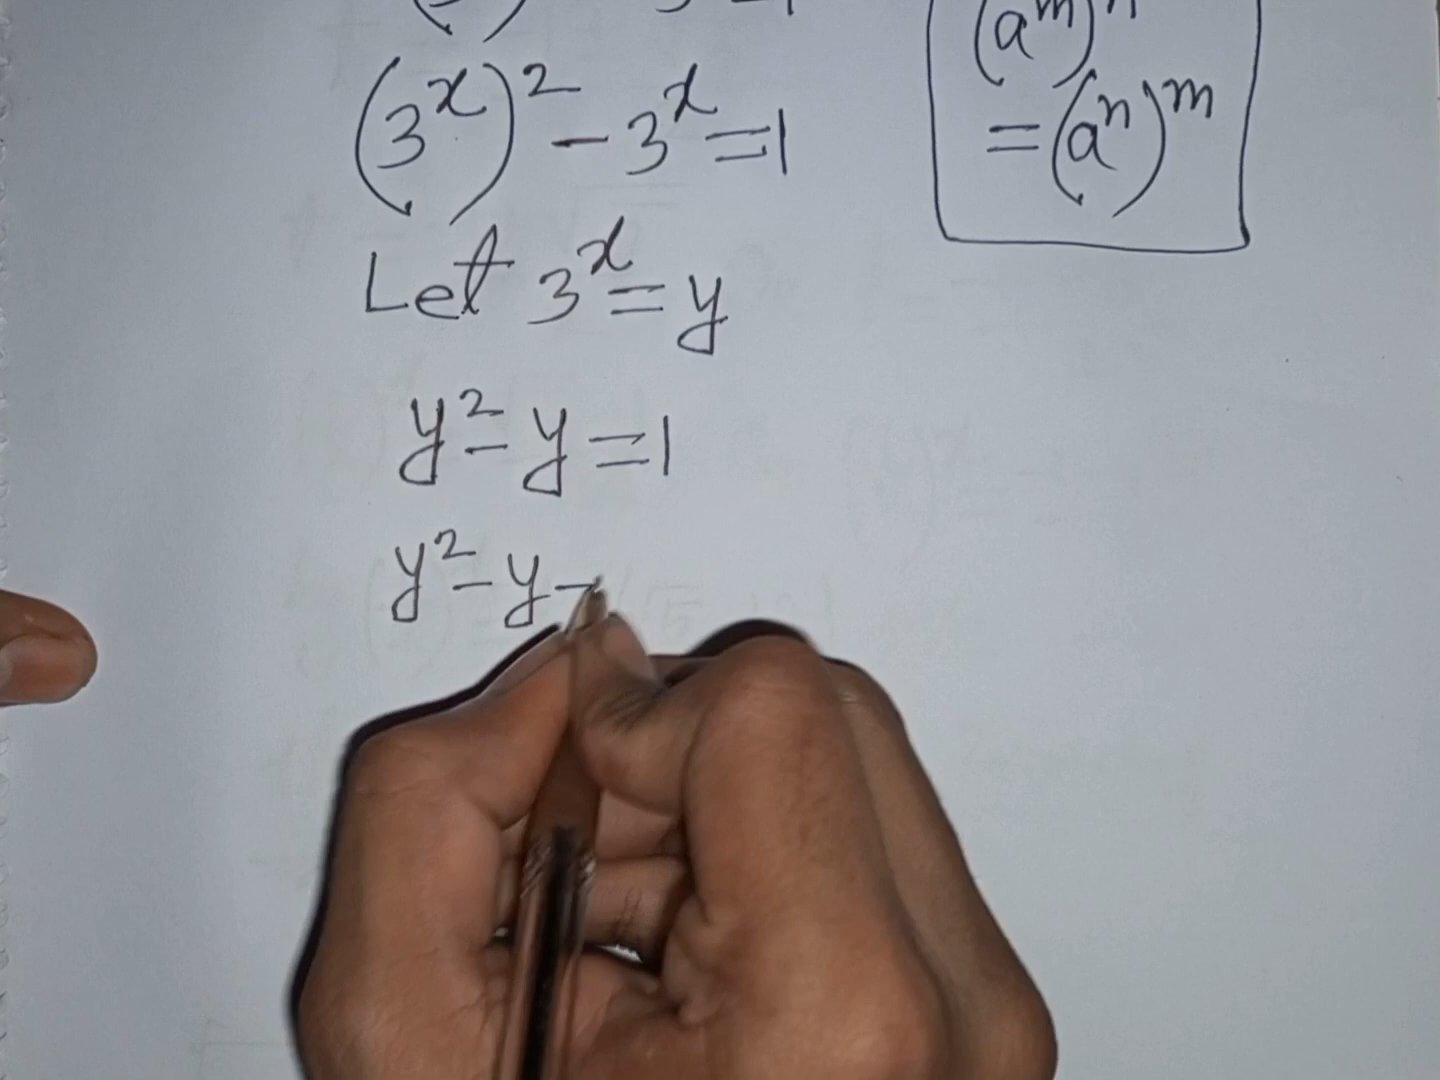 (3^x)^2 - 3^x = 1
Let 3^x = y
y^2 - y = 1
y^2 - y -
(a^m)^n
= (a^n)^m